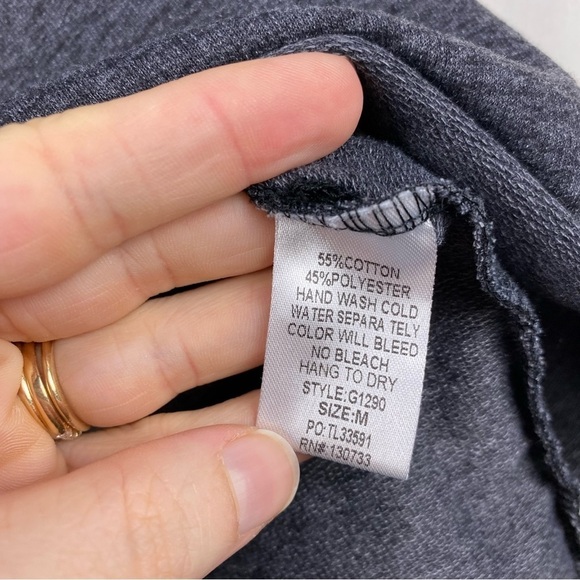 55%COTTON
45%POLYESTER
HAND WASH COLD
WATER SEPARA TELY
COLOR WILL BLEED
NO BLEACH
HANG TO DRY
STYLE:G1290
SIZE:M
PO:TL33591
RN#:130733